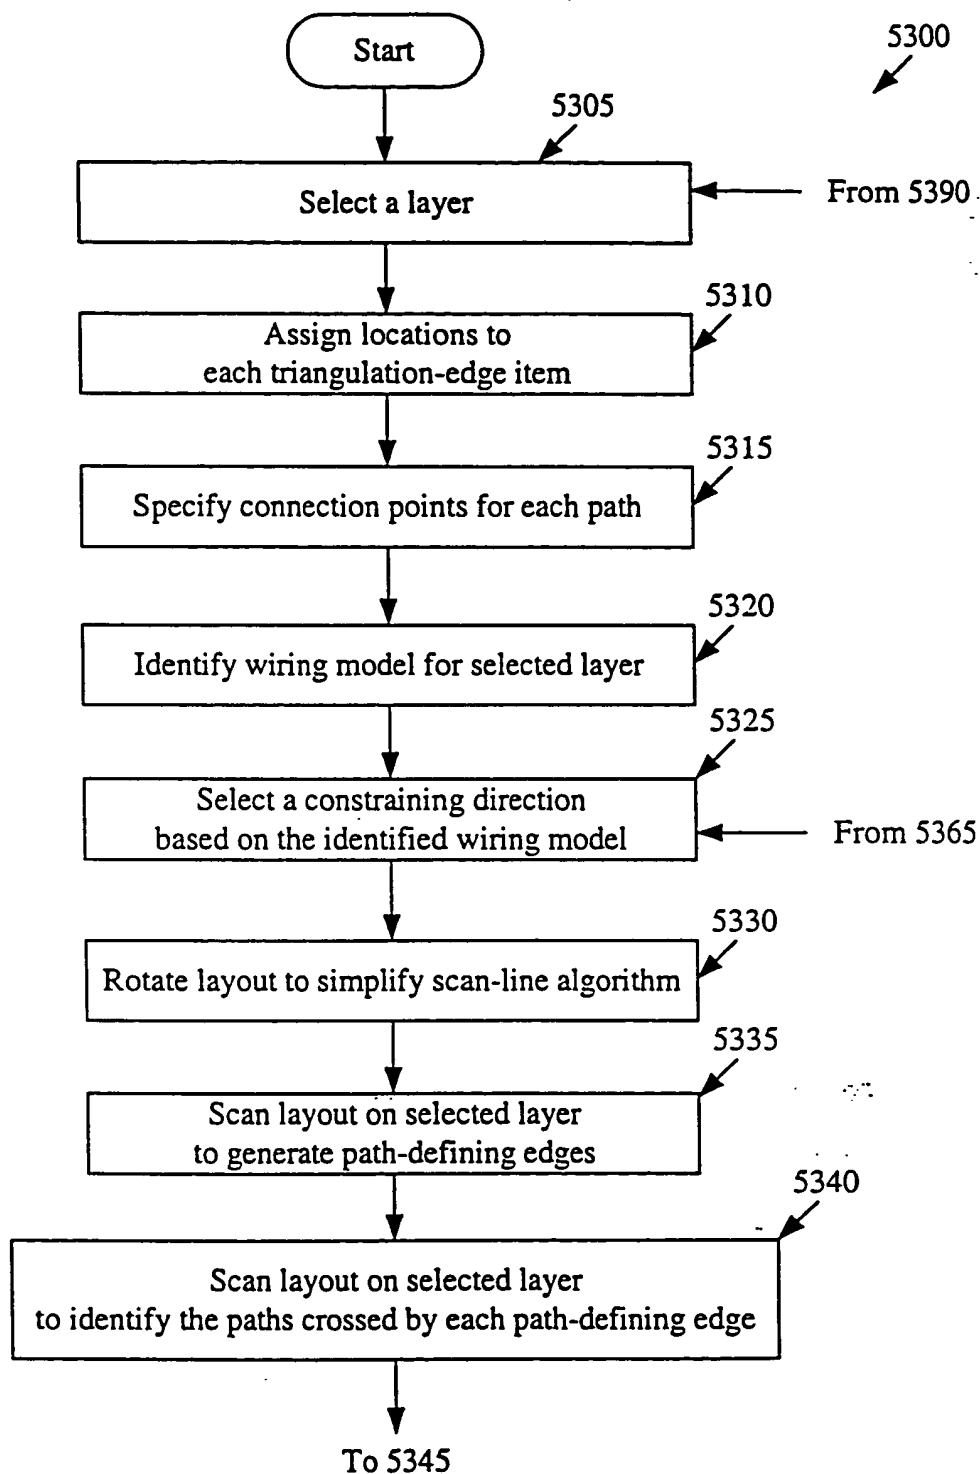 Start
5300
5305
Select a layer
From 5390
5310
Assign locations to
each triangulation-edge item
5315
Specify connection points for each path
5320
Identify wiring model for selected layer
5325
Select a constraining direction
based on the identified wiring model
From 5365
5330
Rotate layout to simplify scan-line algorithm
5335
Scan layout on selected layer
to generate path-defining edges
5340
Scan layout on selected layer
to identify the paths crossed by each path-defining edge
To 5345